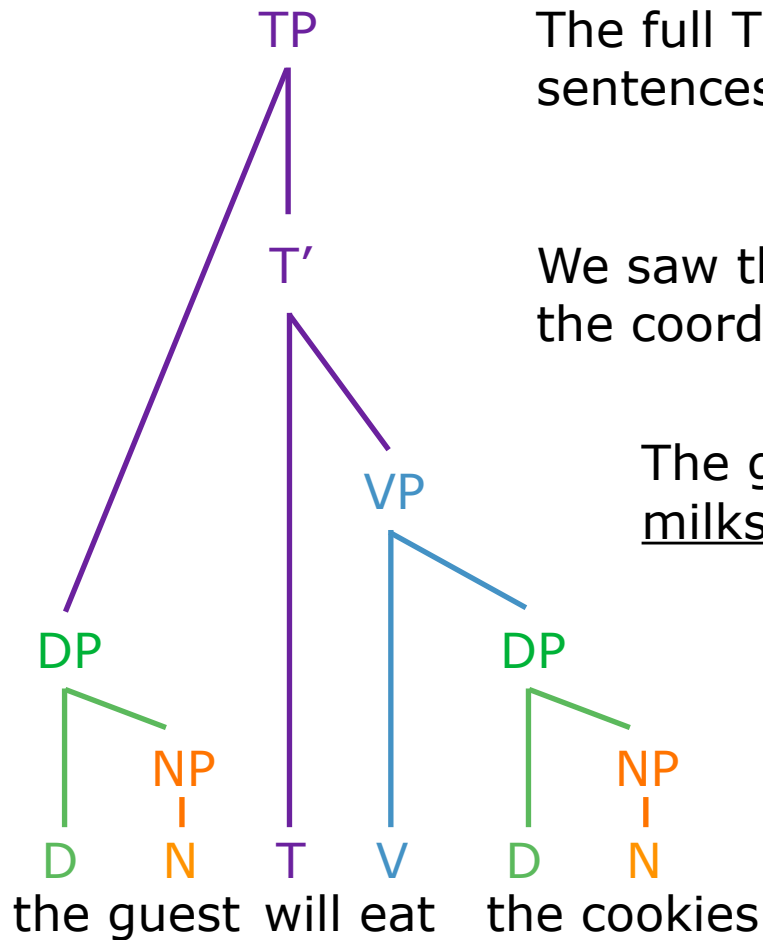 TP
The full T
sentences
T’
We saw th
the coord
VP
The g
milks
DP
DP
NP
NP
D N T V D N
the guest will eat the cookies